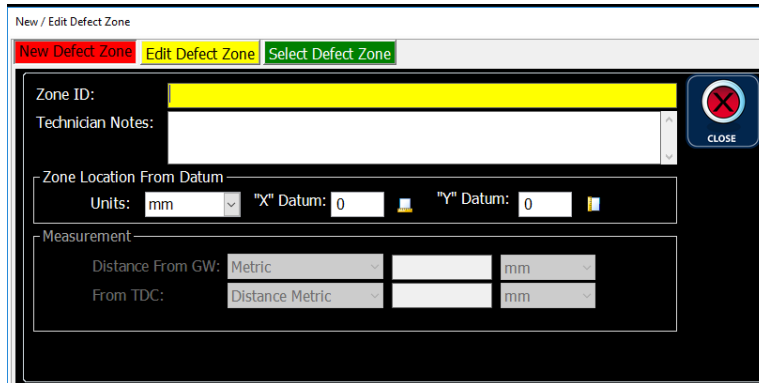 New / Edit Defect Zone
New Defect Zone Edit Defect Zone Select Defect Zone
Zone ID:
Technician Notes:
CLOSE
Zone Location From Datum
Units: mm "X" Datum: 0 "Y" Datum: 0
Measurement
Distance From GW: Metric mm
From TDC: Distance Metric mm